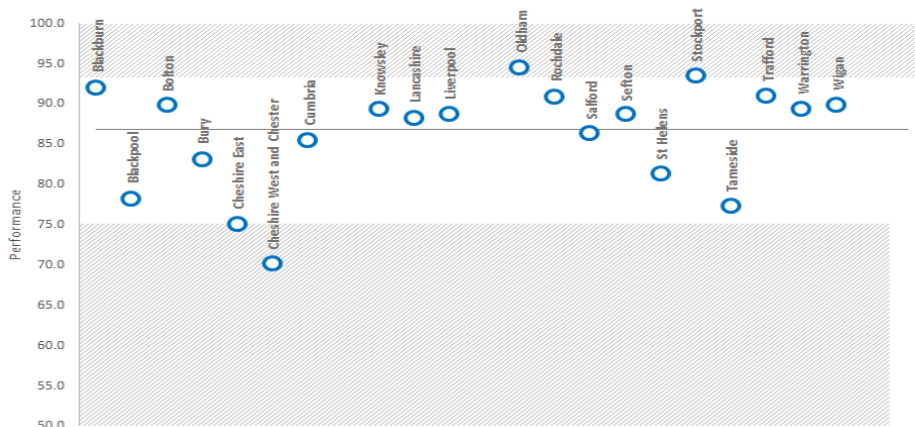 100.0
95.0
90.0
85.0
80.0
75.0
70.0
65.0
60.0
55.0
50.0
Performance
Blackburn
Blackpool
Bolton
Bury
Cheshire East
Cheshire West and Chester
Cumbria
Knowsley
Lancashire
Liverpool
Oldham
Rochdale
Salford
Sefton
St Helens
Stockport
Tameside
Trafford
Warrington
Wigan